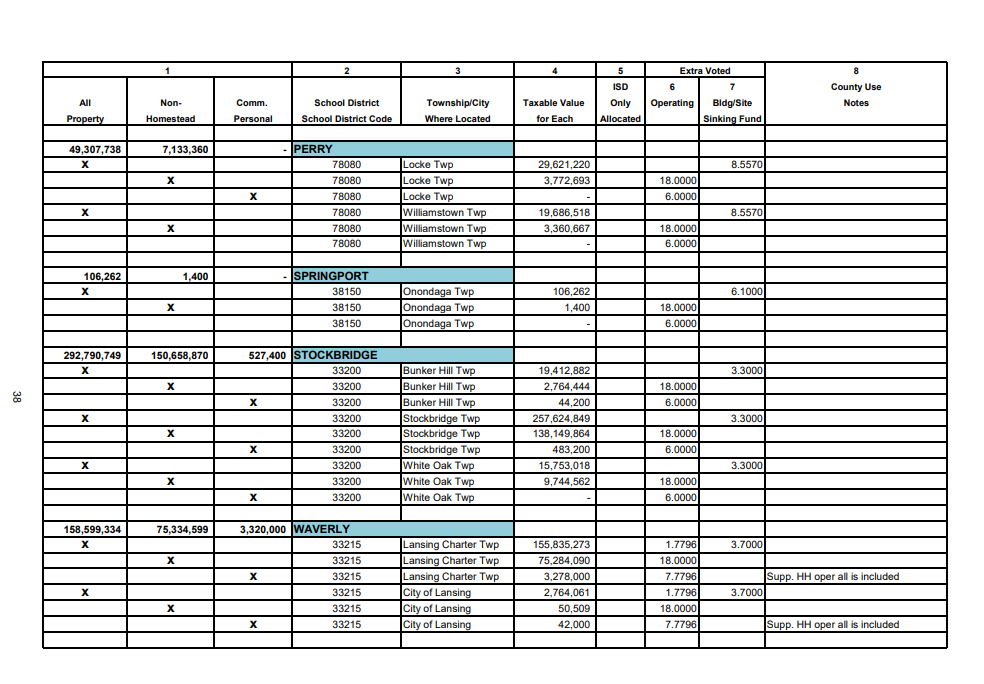 1 2 3 4 5 Extra Voted 8
ISD 6 7 County Use
All Non- Comm. School District Township/City Taxable Value Only Operating Bldg/Site Notes
Property Homestead Personal School District Code Where Located for Each Allocated Sinking Fund
49,307,738 7,133,360 - PERRY
X 78080 Locke Twp 29,621,220 8.5570
X 78080 Locke Twp 3,772,693 18.0000
X 78080 Locke Twp - 6.0000
X 78080 Williamstown Twp 19,686,518 8.5570
X 78080 Williamstown Twp 3,360,667 18.0000
78080 Williamstown Twp - 6.0000
106,262 1,400 - SPRINGPORT
X 38150 Onondaga Twp 106,262 6.1000
X 38150 Onondaga Twp 1,400 18.0000
38150 Onondaga Twp - 6.0000
292,790,749 150,658,870 527,400 STOCKBRIDGE
X 33200 Bunker Hill Twp 19,412,882 3.3000
X 33200 Bunker Hill Twp 2,764,444 18.0000
X 33200 Bunker Hill Twp 44,200 6.0000
X 33200 Stockbridge Twp 257,624,849 3.3000
X 33200 Stockbridge Twp 138,149,864 18.0000
X 33200 Stockbridge Twp 483,200 6.0000
X 33200 White Oak Twp 15,753,018 3.3000
X 33200 White Oak Twp 9,744,562 18.0000
X 33200 White Oak Twp - 6.0000
158,599,334 75,334,599 3,320,000 WAVERLY
X 33215 Lansing Charter Twp 155,835,273 1.7796 3.7000
X 33215 Lansing Charter Twp 75,284,090 18.0000
X 33215 Lansing Charter Twp 3,278,000 7.7796 Supp. HH oper all is included
X 33215 City of Lansing 2,764,061 1.7796 3.7000
X 33215 City of Lansing 50,509 18.0000
X 33215 City of Lansing 42,000 7.7796 Supp. HH oper all is included
38